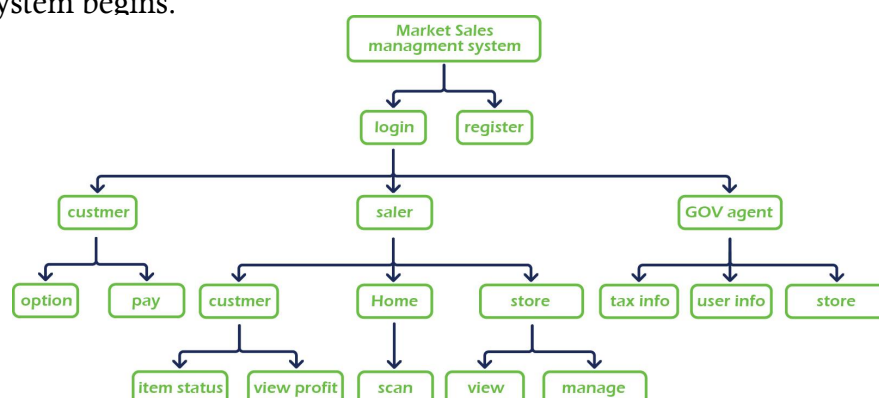 ystem begins.
Market Sales
managment system
login
register
custmer
saler
GOV agent
option
pay
custmer
Home
store
tax info
user info
store
item status
view profit
scan
view
manage